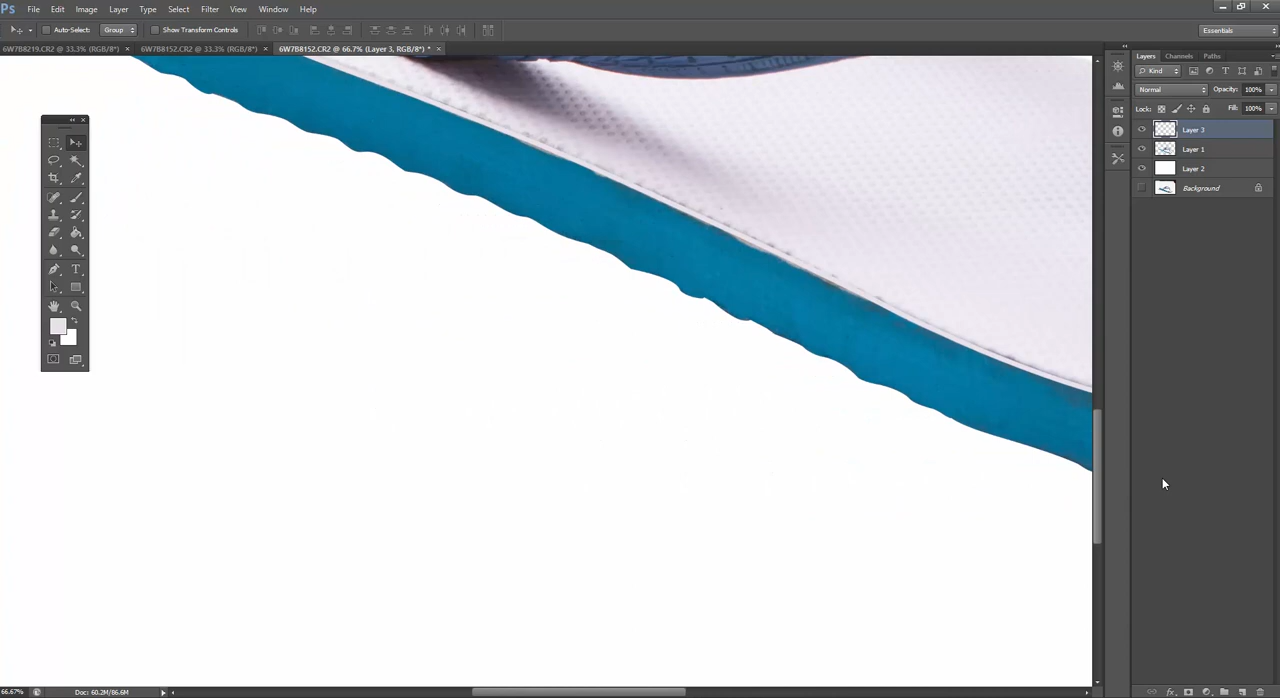 Ps File Edit Image Layer Type Select Filter View Window Help
Auto-Select: Group Show Transform Controls Essentials
6W7B8219.CR2 @ 33.3% (RGB/8*) × 6W7B8152.CR2 @ 33.3% (RGB/8*) × 6W7B8152.CR2 @ 66.7% (Layer 3, RGB/8*) * ×
Layers Channels Paths
Kind
Normal Opacity: 100%
Lock: Fill: 100%
Layer 3
Layer 1
Layer 2
Background
66.67% Doc: 60.2M/86.6M